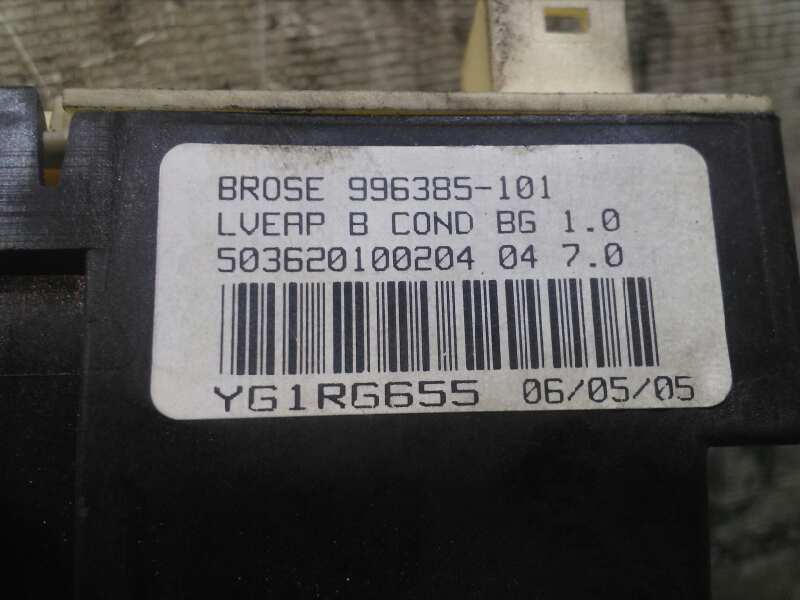 BROSE 996385-101
LVEAP B COND BG 1.0
503620100204 04 7.0
YG1RG655 06/05/05